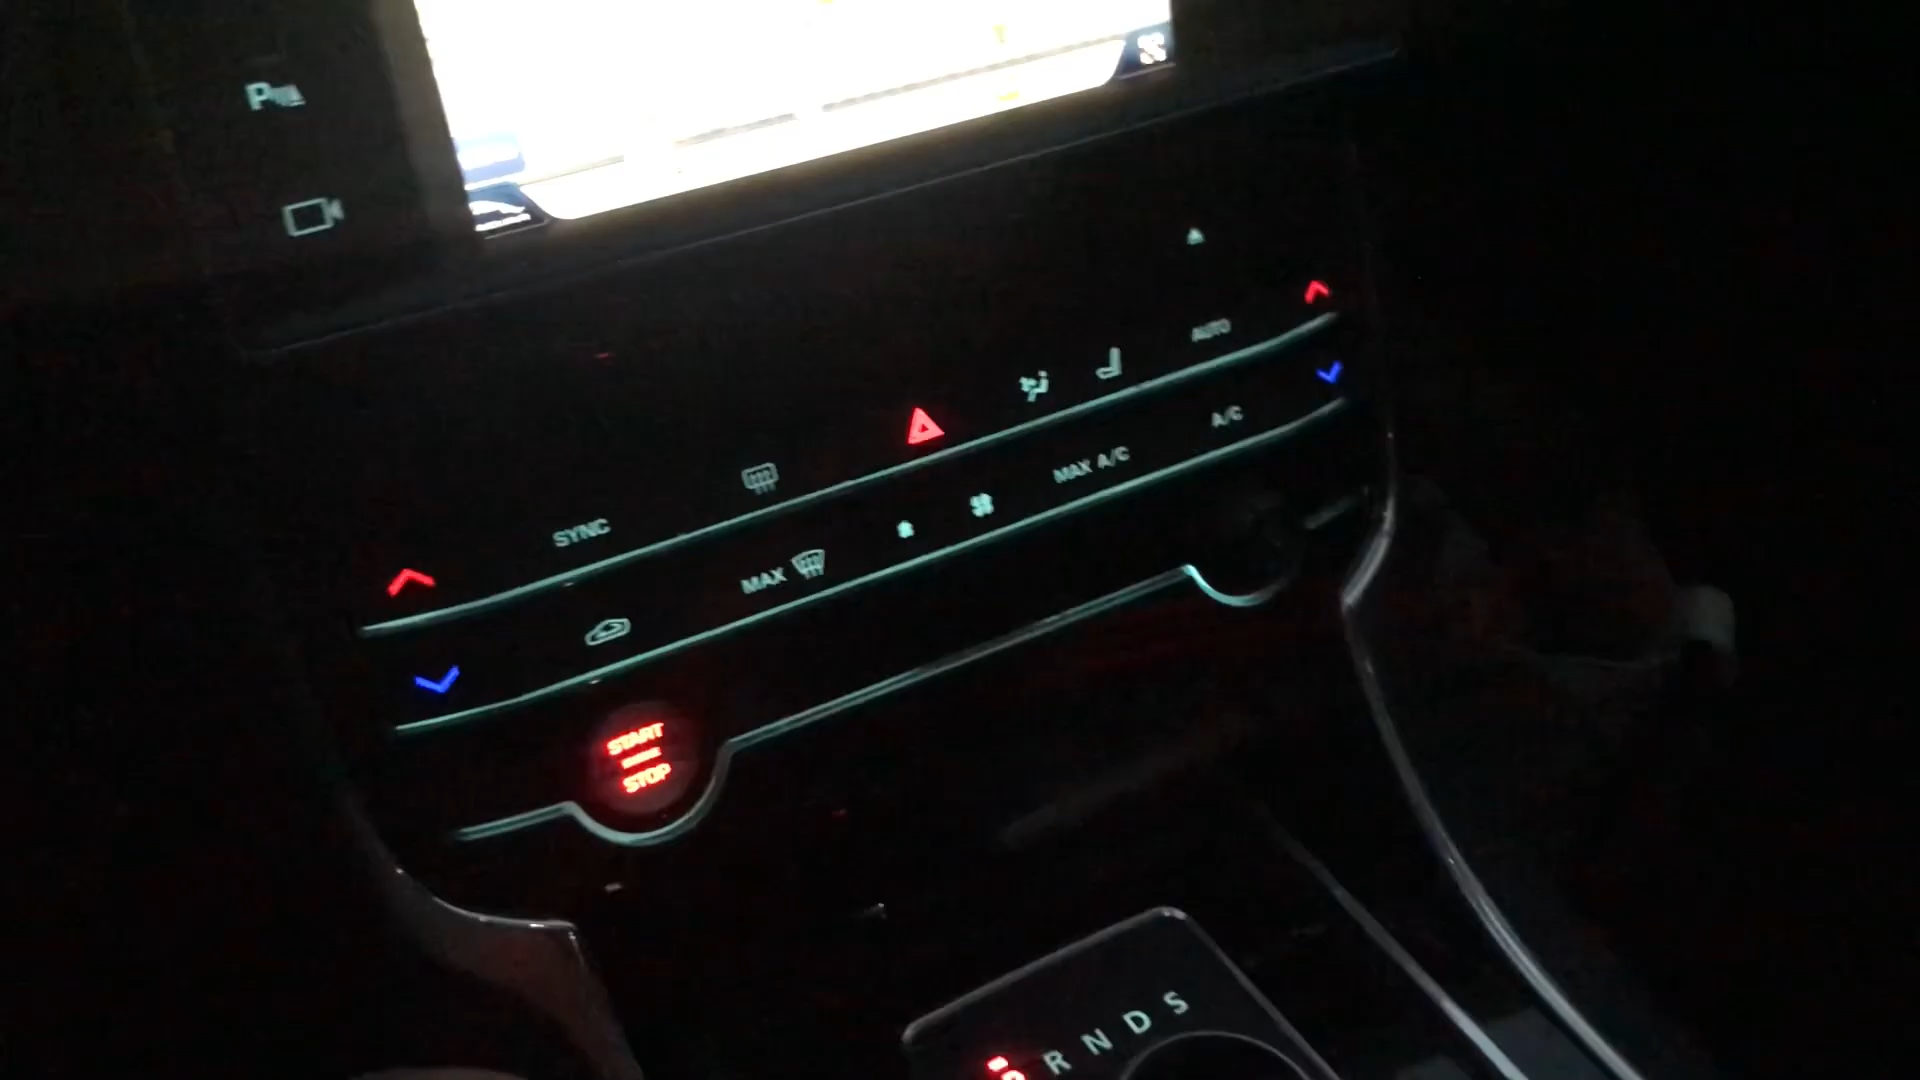 P
AUTO
SYNC
A/C
MAX A/C
MAX
START
STOP
P R N D S